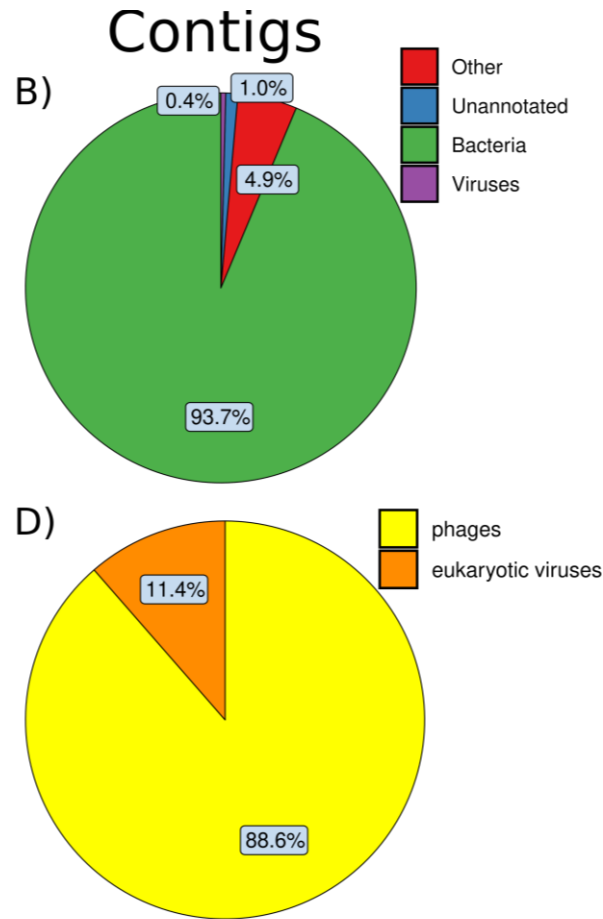 Contigs
B)
0.4%
1.0%
4.9%
93.7%
Other
Unannotated
Bacteria
Viruses
D)
11.4%
88.6%
phages
eukaryotic viruses